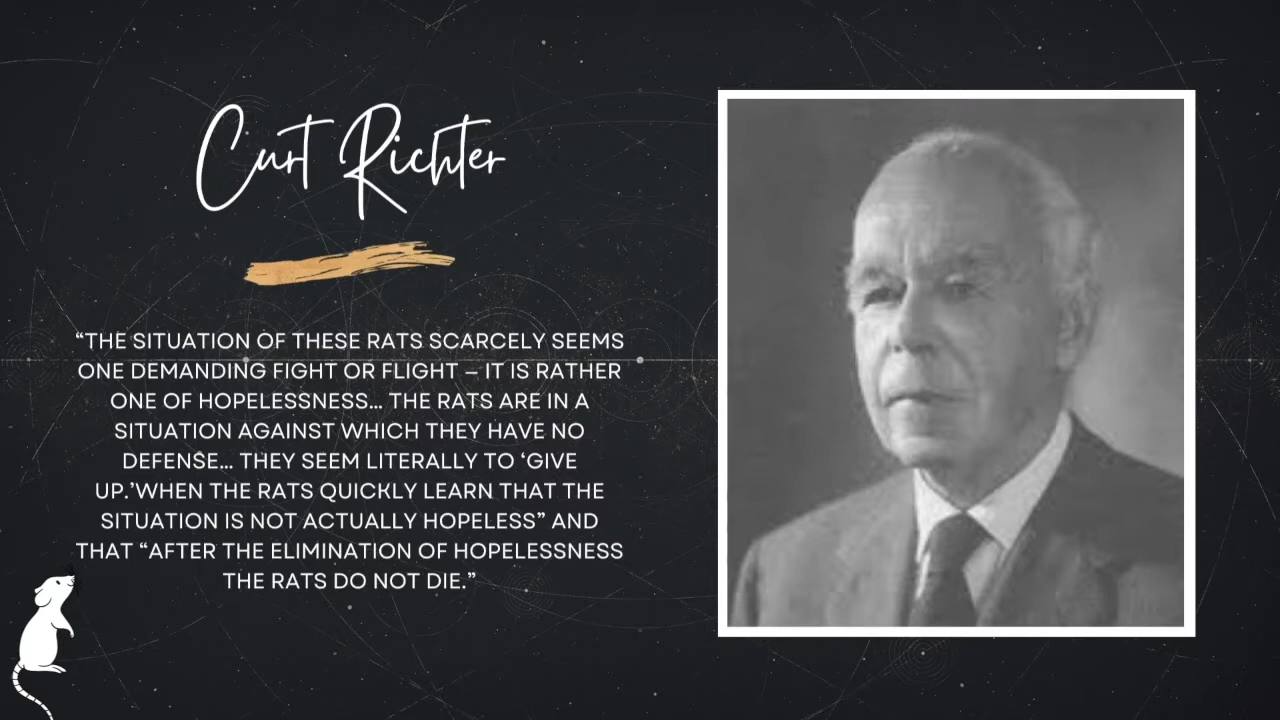 Curt Richter
“THE SITUATION OF THESE RATS SCARCELY SEEMS
ONE DEMANDING FIGHT OR FLIGHT – IT IS RATHER
ONE OF HOPELESSNESS... THE RATS ARE IN A
SITUATION AGAINST WHICH THEY HAVE NO
DEFENSE... THEY SEEM LITERALLY TO ‘GIVE
UP.’WHEN THE RATS QUICKLY LEARN THAT THE
SITUATION IS NOT ACTUALLY HOPELESS” AND
THAT “AFTER THE ELIMINATION OF HOPELESSNESS
THE RATS DO NOT DIE.”